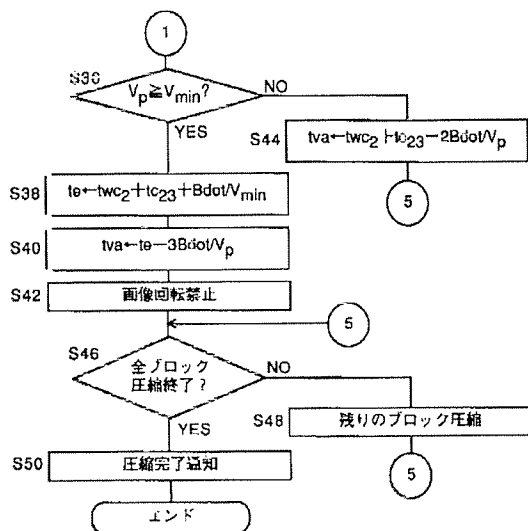 1
S36
Vp≧Vmin?
NO
YES
S44
tva←twc2+tc23−2Bdot/Vp
5
S38
te←twc2+tc23+Bdot/Vmin
S40
tva←te−3Bdot/Vp
S42
画像回転禁止
5
S46
全ブロック
圧縮終了?
NO
YES
S48
残りのブロック圧縮
5
S50
圧縮完了通知
エンド